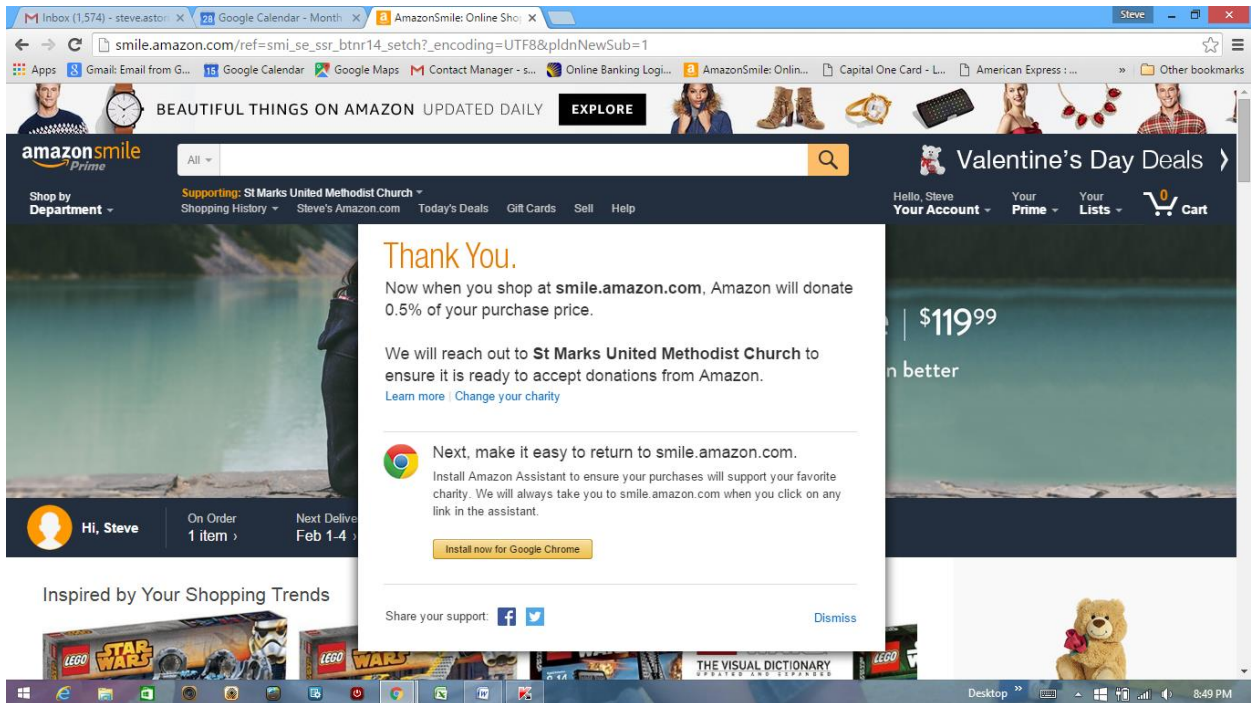 Inbox (1,574) - steve.aston
28 Google Calendar - Month
AmazonSmile: Online Shop
Steve
smile.amazon.com/ref=smi_se_ssr_btnr14_setch?_encoding=UTF8&pldnNewSub=1
Apps Gmail: Email from G... 15 Google Calendar Google Maps Contact Manager - s... Online Banking Logi... AmazonSmile: Onlin... Capital One Card - L... American Express : ... » Other bookmarks
BEAUTIFUL THINGS ON AMAZON UPDATED DAILY EXPLORE
amazonsmile
Prime
All
Valentine's Day Deals
Shop by
Department
Supporting: St Marks United Methodist Church
Shopping History Steve's Amazon.com Today's Deals Gift Cards Sell Help
Hello, Steve
Your Account
Your
Prime
Your
Lists
0
Cart
Thank You.
Now when you shop at smile.amazon.com, Amazon will donate
0.5% of your purchase price.
$119 99
We will reach out to St Marks United Methodist Church to
ensure it is ready to accept donations from Amazon.
n better
Learn more | Change your charity
Next, make it easy to return to smile.amazon.com.
Install Amazon Assistant to ensure your purchases will support your favorite
charity. We will always take you to smile.amazon.com when you click on any
link in the assistant.
Install now for Google Chrome
Hi, Steve
On Order
1 item ›
Next Delive
Feb 1-4 ›
Inspired by Your Shopping Trends
Share your support:
Dismiss
LEGO STAR WARS
LEGO WARS
THE VISUAL DICTIONARY
UPDATED AND EXPANDED
LEGO
Desktop »
8:49 PM